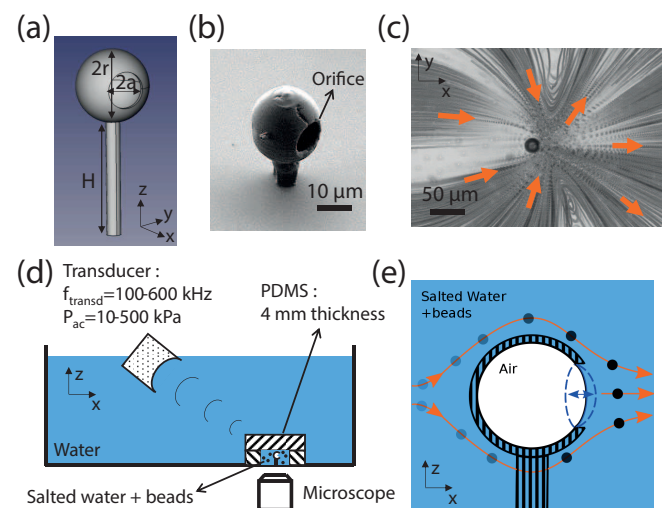 (a)
2r
2a
H
z
y
x
(b)
Orifice
10 μm
(c)
y
x
50 μm
(d)
Transducer :
f_transd=100-600 kHz
P_ac=10-500 kPa
PDMS :
4 mm thickness
z
x
Water
Salted water + beads
Microscope
(e)
Salted Water
+beads
Air
z
x